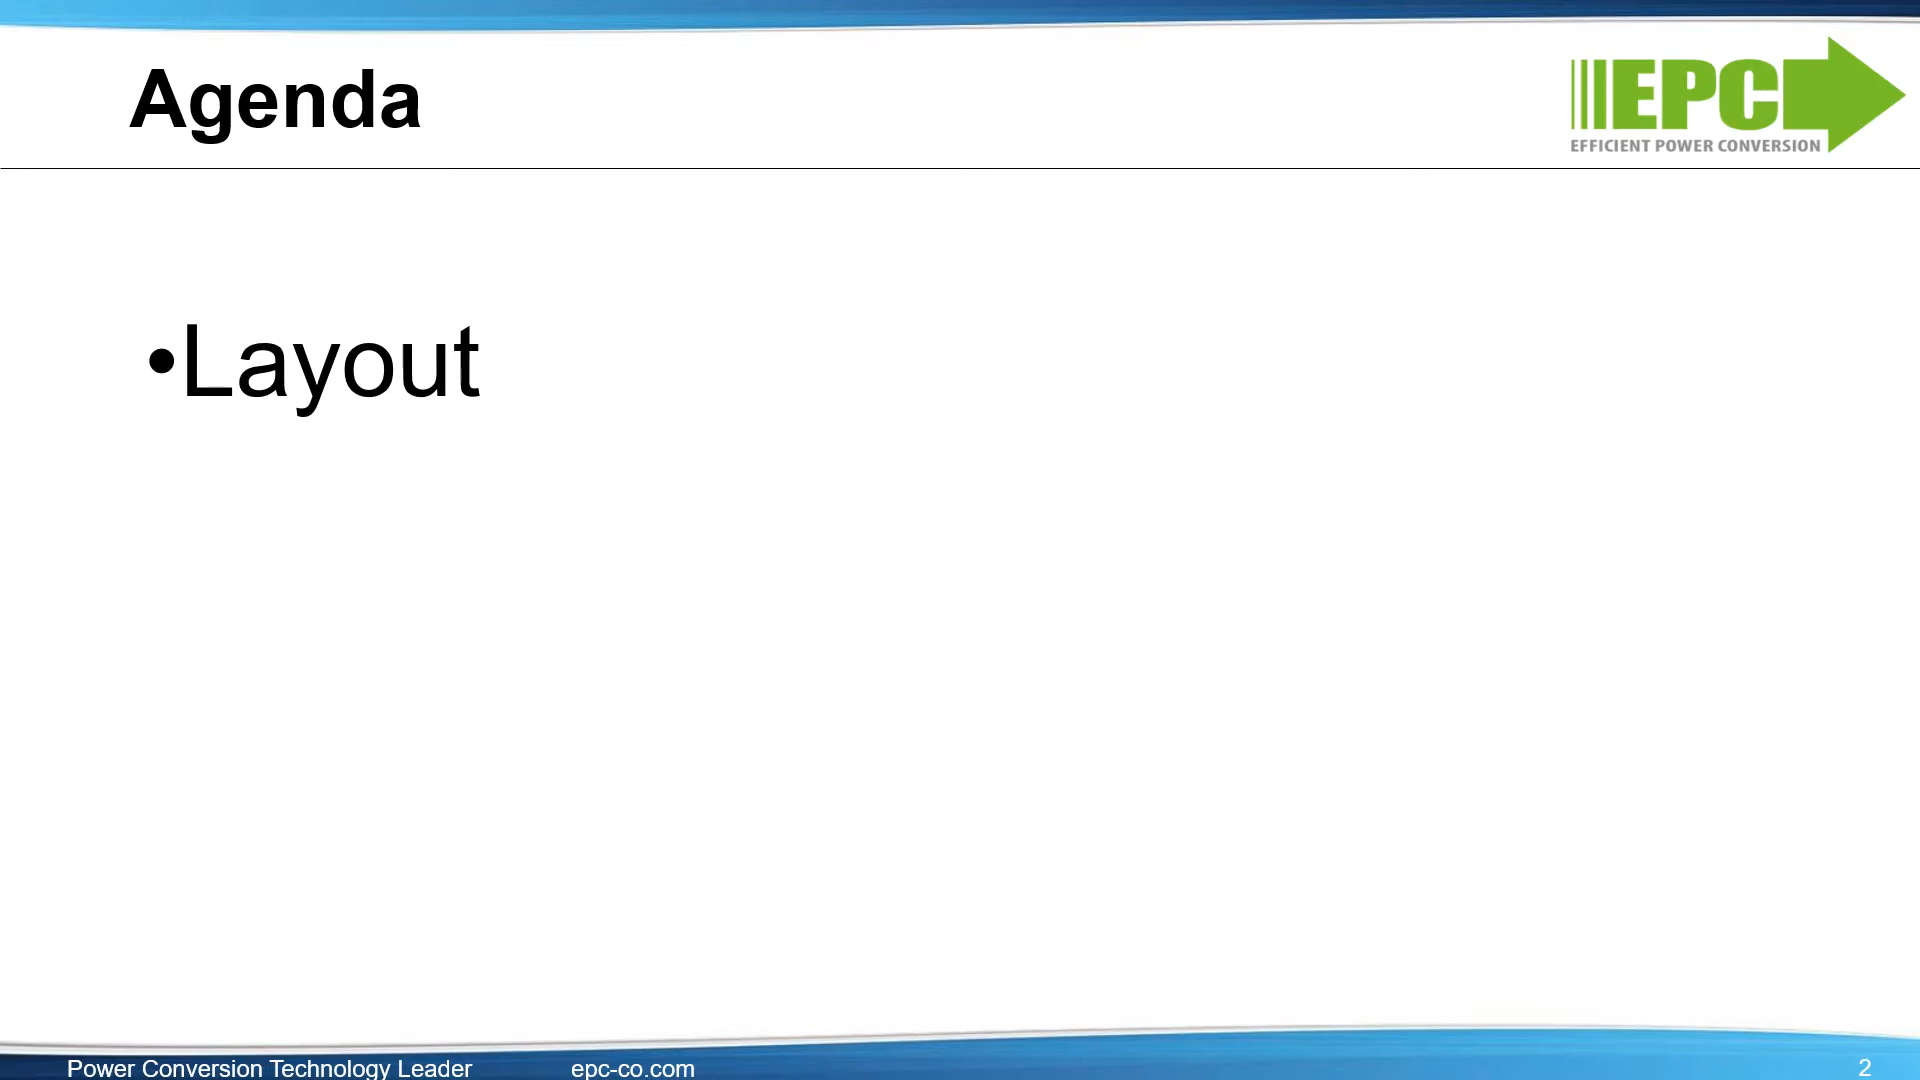 Agenda
EPC
EFFICIENT POWER CONVERSION
•Layout
Power Conversion Technology Leader epc-co.com 2